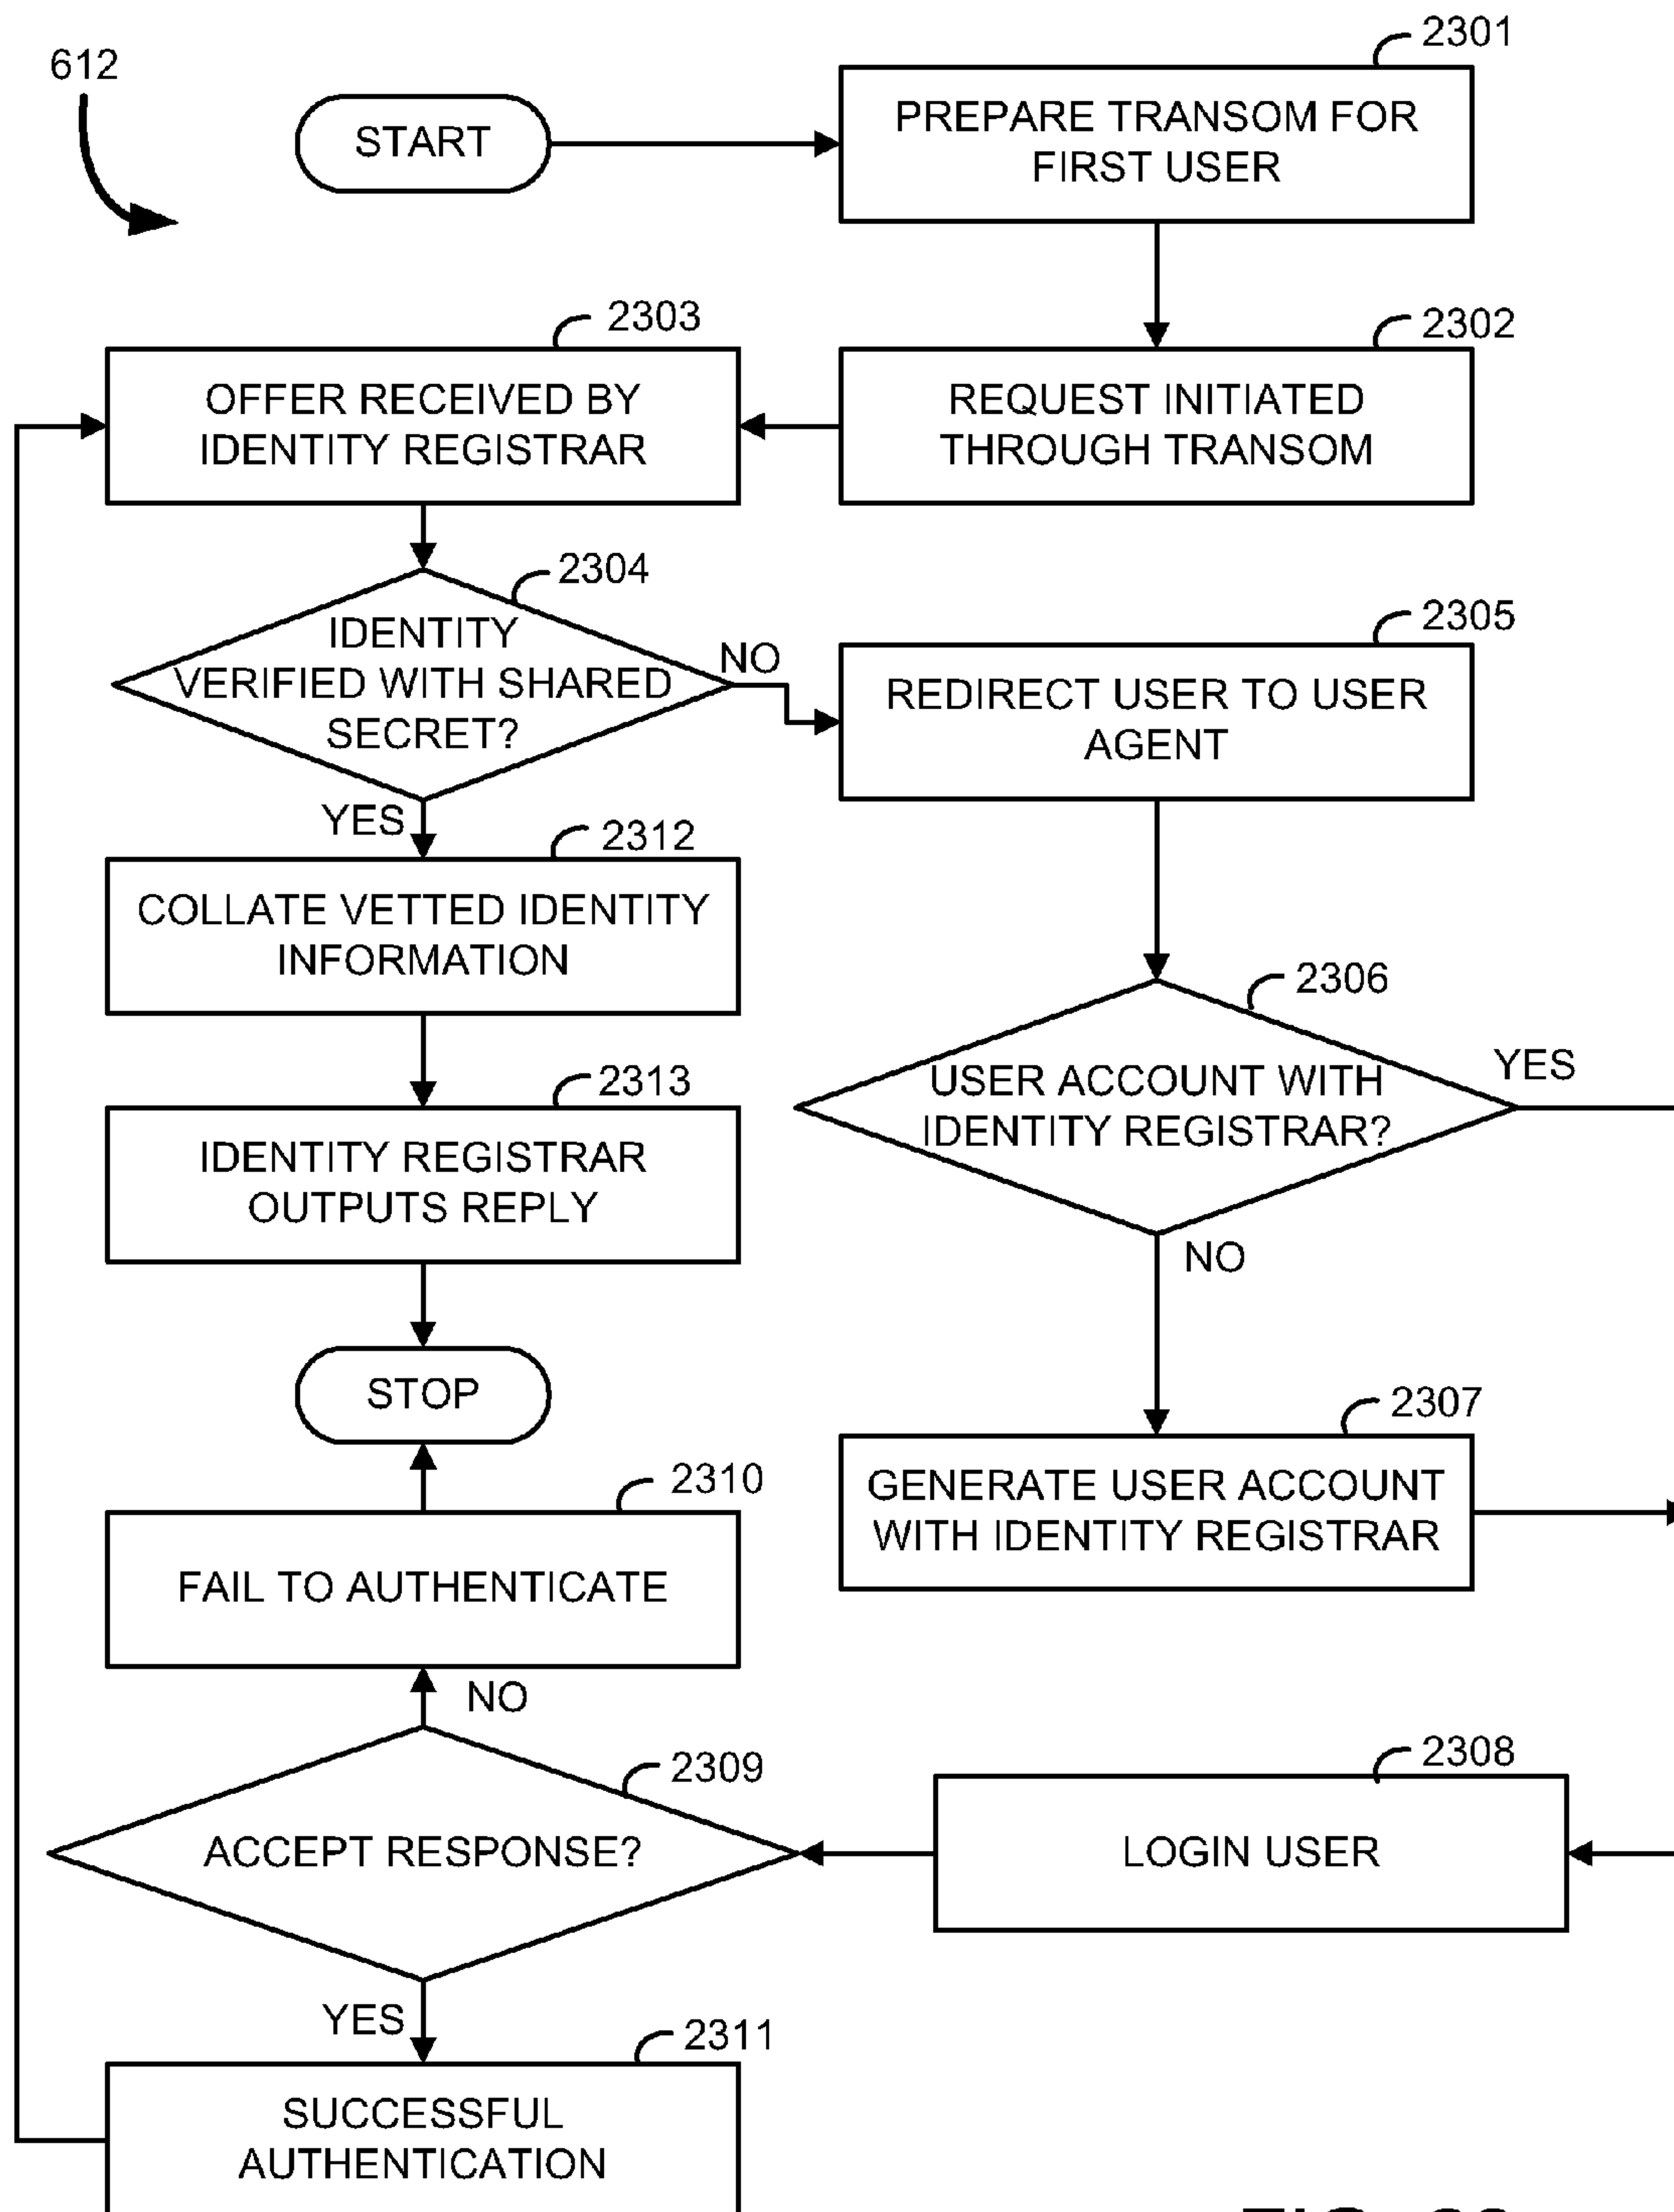 612
START
2301
PREPARE TRANSOM FOR
FIRST USER
2303
OFFER RECEIVED BY
IDENTITY REGISTRAR
2302
REQUEST INITIATED
THROUGH TRANSOM
2304
IDENTITY
VERIFIED WITH SHARED
SECRET?
NO
YES
2305
REDIRECT USER TO USER
AGENT
2312
COLLATE VETTED IDENTITY
INFORMATION
2306
USER ACCOUNT WITH
IDENTITY REGISTRAR?
YES
NO
2313
IDENTITY REGISTRAR
OUTPUTS REPLY
STOP
2307
GENERATE USER ACCOUNT
WITH IDENTITY REGISTRAR
2310
FAIL TO AUTHENTICATE
NO
2309
ACCEPT RESPONSE?
2308
LOGIN USER
YES
2311
SUCCESSFUL
AUTHENTICATION